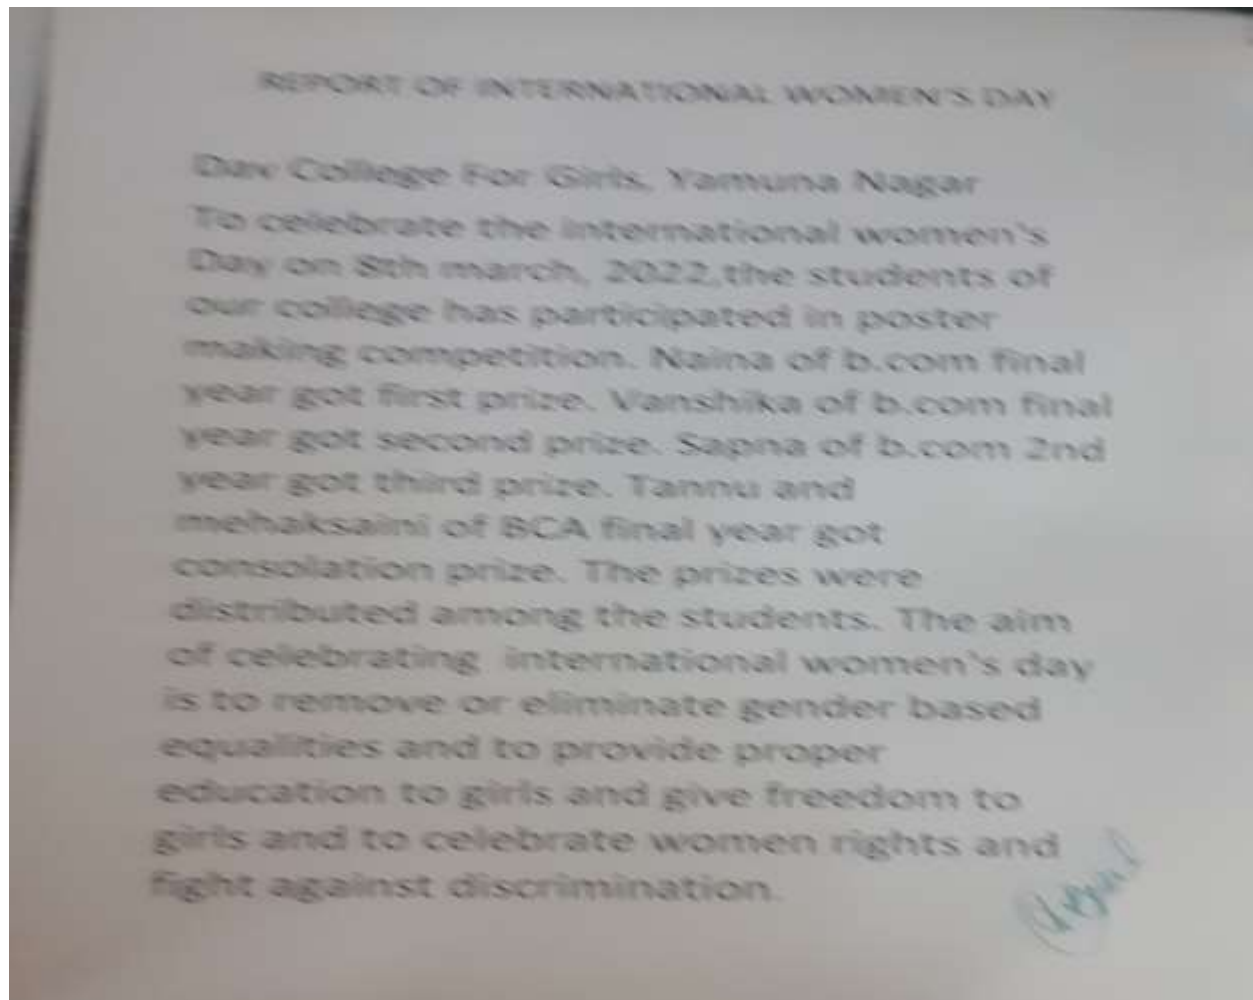 REPORT OF INTERNATIONAL WOMEN'S DAY
Dav College For Girls, Yamuna Nagar
To celebrate the international women's
Day on 8th march, 2022,the students of
our college has participated in poster
making competition. Naina of b.com final
year got first prize. Vanshika of b.com final
year got second prize. Sapna of b.com 2nd
year got third prize. Tannu and
mehaksaini of BCA final year got
consolation prize. The prizes were
distributed among the students. The aim
of celebrating international women's day
is to remove or eliminate gender based
equalities and to provide proper
education to girls and give freedom to
girls and to celebrate women rights and
fight against discrimination.